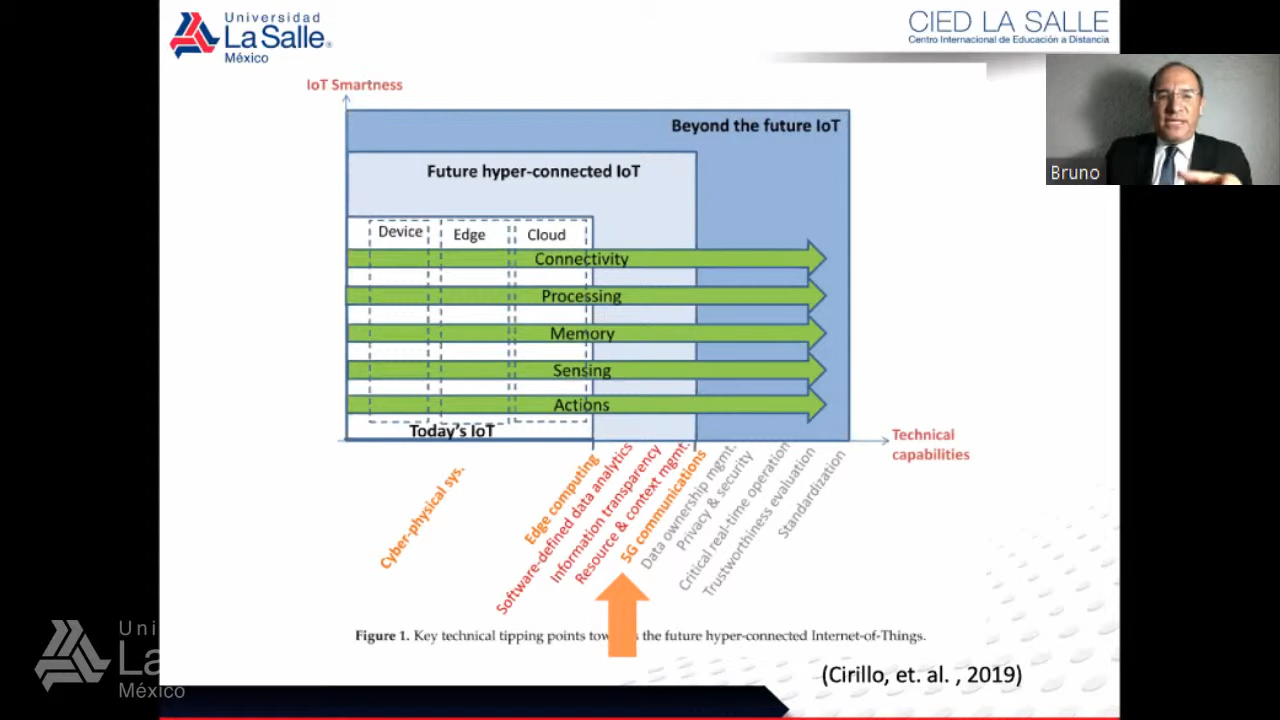 Universidad
La Salle®
México
CIED LA SALLE
Centro Internacional de Educación a Distancia
IoT Smartness
Beyond the future IoT
Bruno
Future hyper-connected IoT
Device
Edge
Cloud
Connectivity
Processing
Memory
Sensing
Actions
Today's IoT
Technical
capabilities
Cyber-physical sys.
Edge computing
Software-defined data analytics
Information transparency
Resource & context mgmt.
5G communications
Data ownership mgmt.
Privacy & security
Critical real-time operation
Trustworthiness evaluation
Standardization
Figure 1. Key technical tipping points tow s the future hyper-connected Internet-of-Things.
(Cirillo, et. al. , 2019)
Uni
La
México